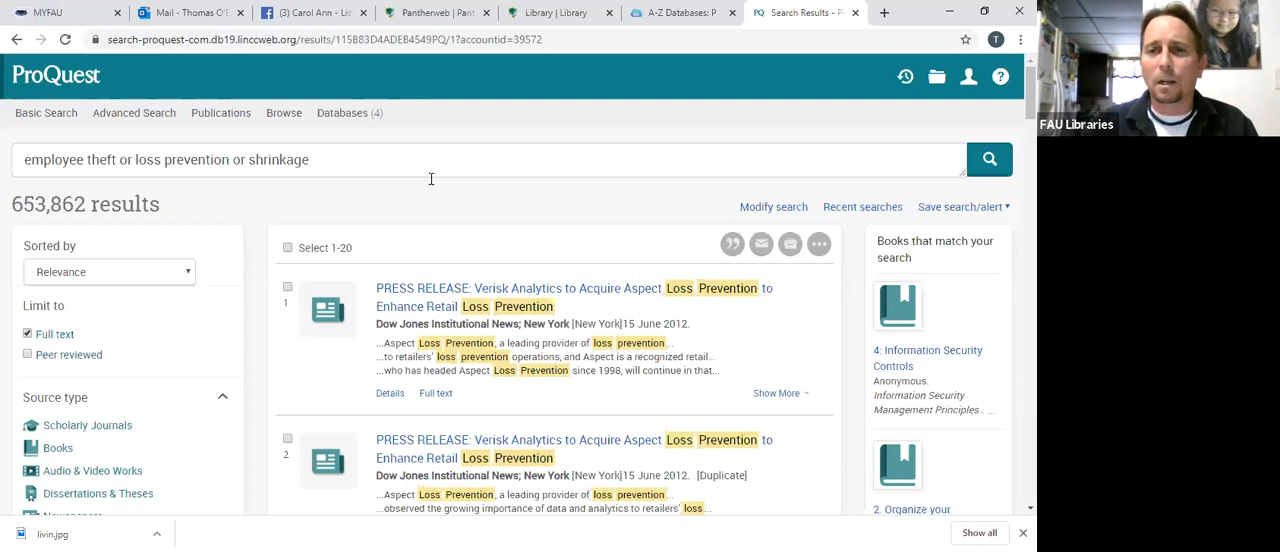 MYFAU
Mail - Thomas O'E
(3) Carol Ann - Lis
Pantherweb | Pant
Library | Library
A-Z Databases: P
PQ Search Results - P
search-proquest-com.db19.linccweb.org/results/115B83D4ADEB4549PQ/1?accountid=39572
T
ProQuest
Basic Search Advanced Search Publications Browse Databases (4)
FAU Libraries
employee theft or loss prevention or shrinkage
653,862 results
Modify search Recent searches Save search/alert
Sorted by
Relevance
Limit to
Full text
Peer reviewed
Source type
Scholarly Journals
Books
Audio & Video Works
Dissertations & Theses
Select 1-20
1
PRESS RELEASE: Verisk Analytics to Acquire Aspect Loss Prevention to
Enhance Retail Loss Prevention
Dow Jones Institutional News; New York [New York]15 June 2012.
...Aspect Loss Prevention, a leading provider of loss prevention...
...to retailers' loss prevention operations, and Aspect is a recognized retail...
...who has headed Aspect Loss Prevention since 1998, will continue in that...
Details Full text Show More
2
PRESS RELEASE: Verisk Analytics to Acquire Aspect Loss Prevention to
Enhance Retail Loss Prevention
Dow Jones Institutional News; New York [New York]15 June 2012. [Duplicate]
...Aspect Loss Prevention, a leading provider of loss prevention...
...observed the growing importance of data and analytics to retailers' loss...
Books that match your
search
4: Information Security
Controls
Anonymous.
Information Security
Management Principles . ...
2. Organize your
livin.jpg
Show all